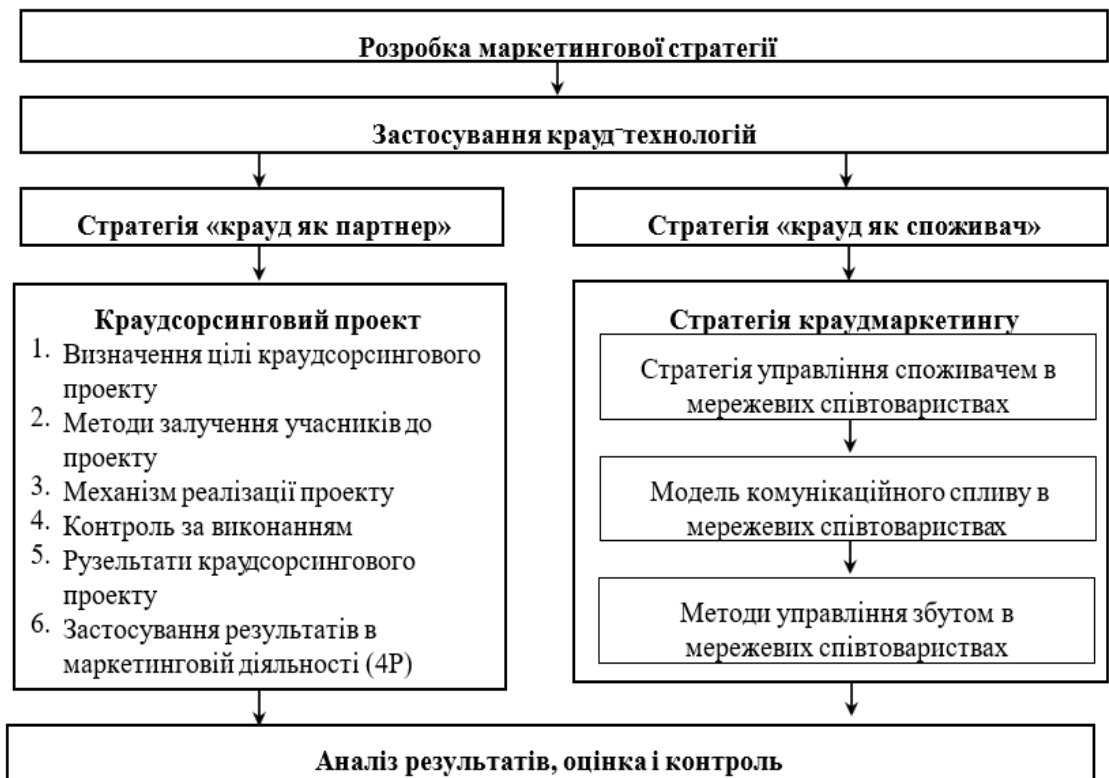 Розробка маркетингової стратегії
Застосування крауд-технологій
Стратегія «крауд як партнер»
Стратегія «крауд як споживач»
Краудсорсинговий проект
1. Визначення цілі краудсорсингового
проекту
2. Методи залучення учасників до
проекту
3. Механізм реалізації проекту
4. Контроль за виконанням
5. Рузельтати краудсорсингового
проекту
6. Застосування результатів в
маркетинговій діяльності (4P)
Стратегія краудмаркетингу
Стратегія управління споживачем в
мережевих співтовариствах
Модель комунікаційного спливу в
мережевих співтовариствах
Методи управління збутом в
мережевих співтовариствах
Аналіз результатів, оцінка і контроль